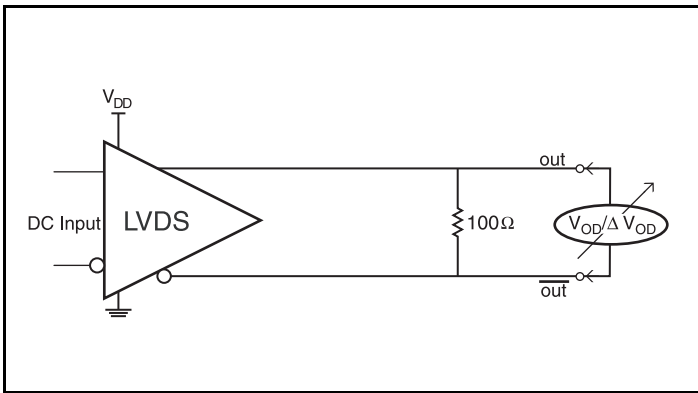 V_DD
out
DC Input
LVDS
100Ω
V_OD/Δ V_OD
out